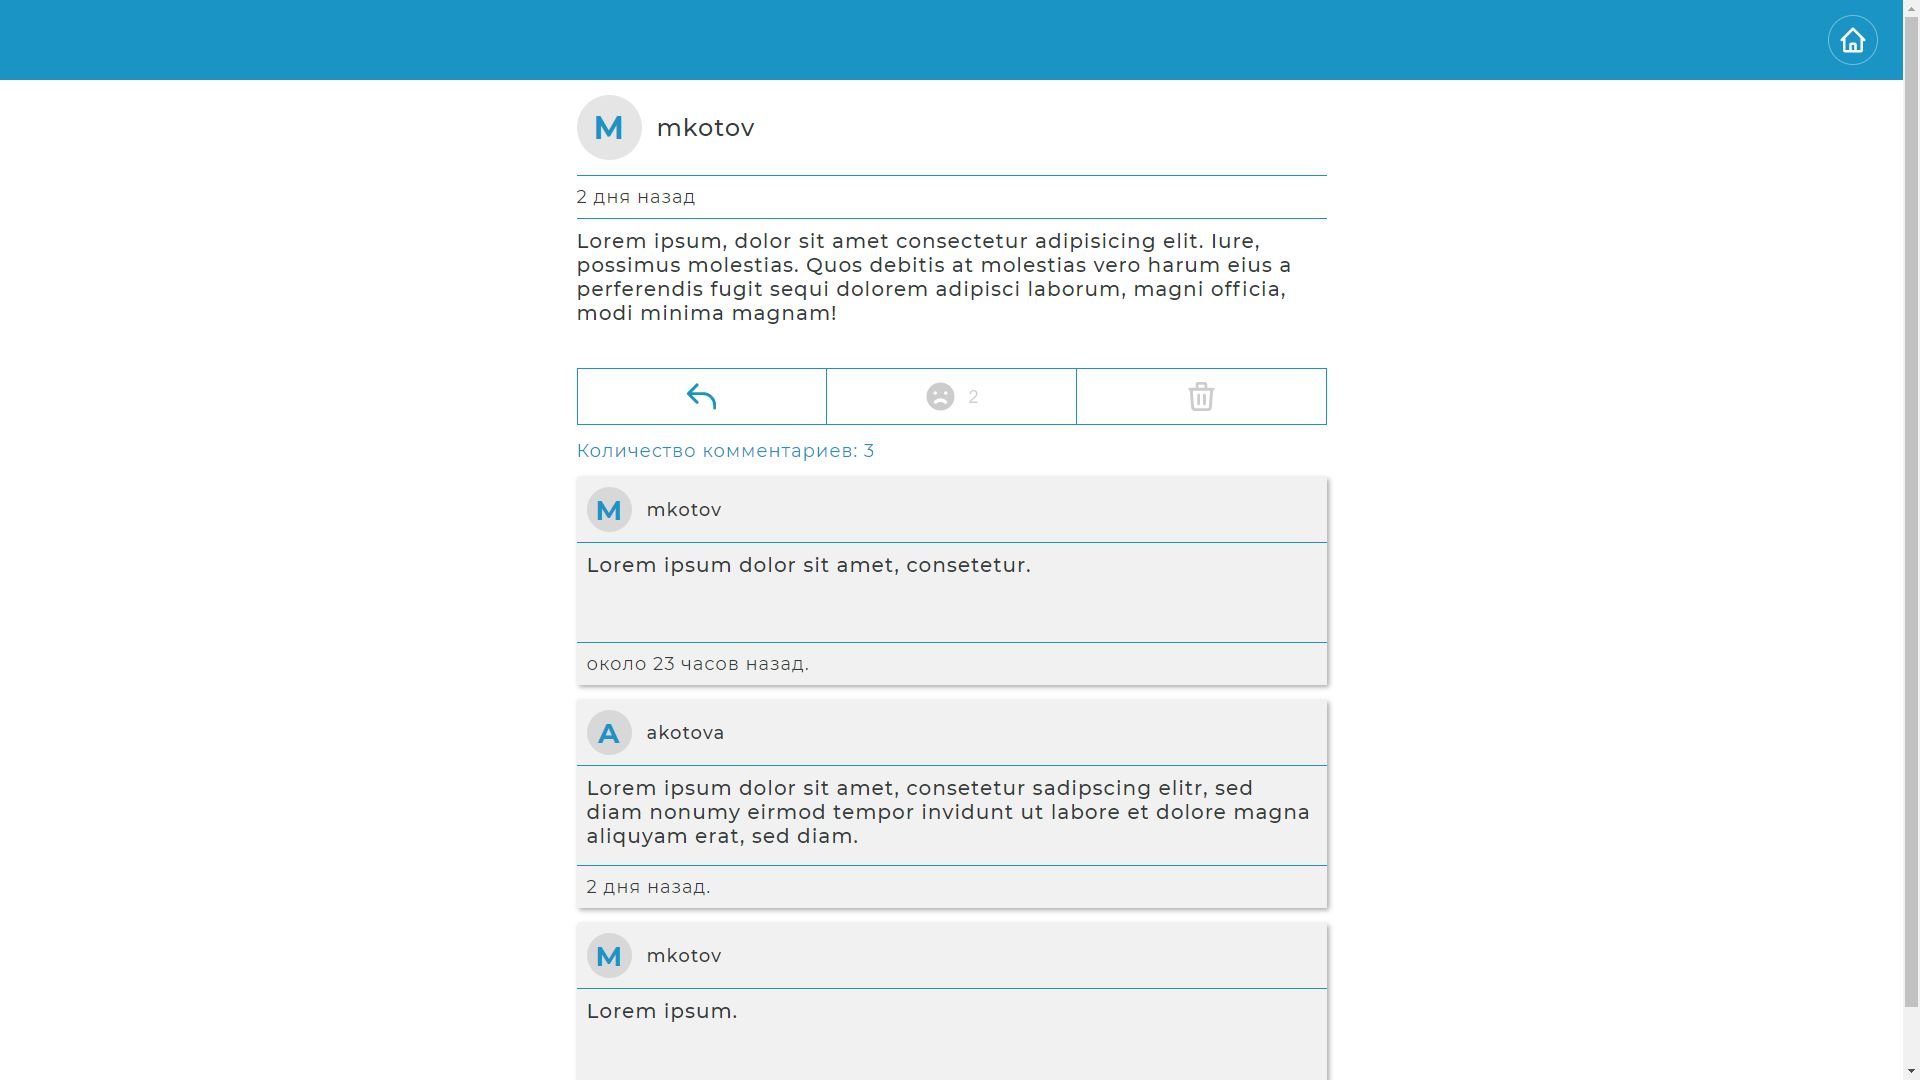 M mkotov
2 дня назад
Lorem ipsum, dolor sit amet consectetur adipisicing elit. Iure,
possimus molestias. Quos debitis at molestias vero harum eius a
perferendis fugit sequi dolorem adipisci laborum, magni officia,
modi minima magnam!
2
Количество комментариев: 3
M mkotov
Lorem ipsum dolor sit amet, consetetur.
около 23 часов назад.
A akotova
Lorem ipsum dolor sit amet, consetetur sadipscing elitr, sed
diam nonumy eirmod tempor invidunt ut labore et dolore magna
aliquyam erat, sed diam.
2 дня назад.
M mkotov
Lorem ipsum.